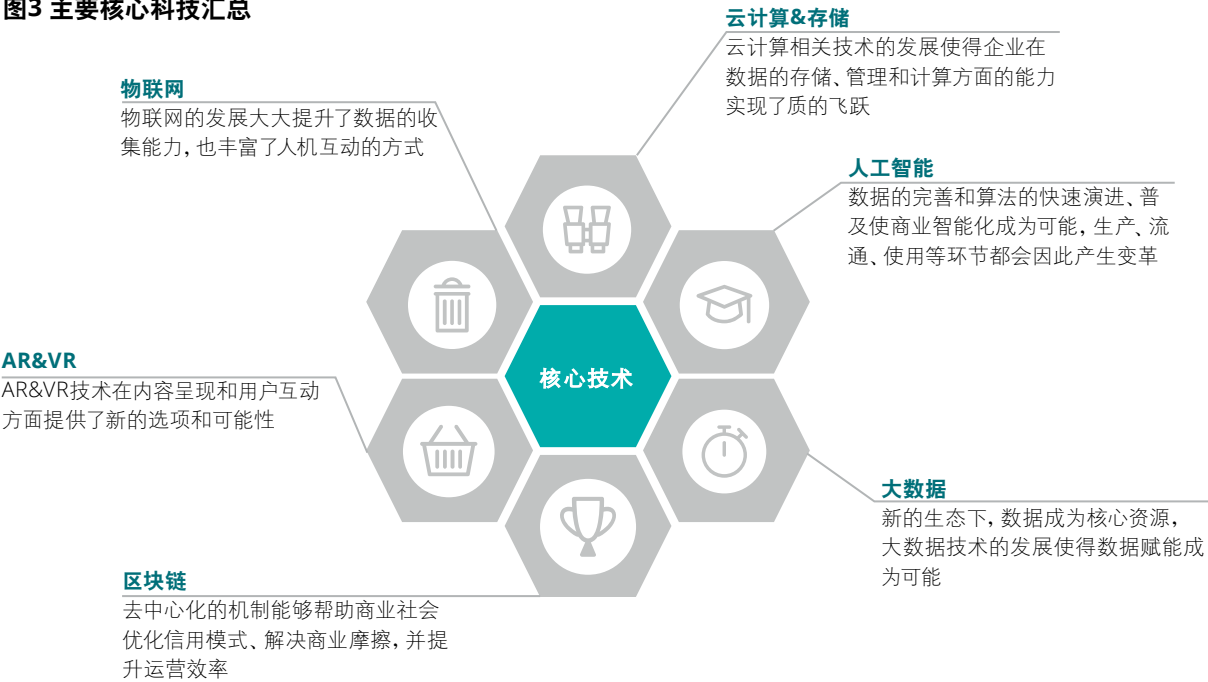 图3 主要核心科技汇总
云计算&存储
云计算相关技术的发展使得企业在
数据的存储、管理和计算方面的能力
实现了质的飞跃
物联网
物联网的发展大大提升了数据的收
集能力，也丰富了人机互动的方式
人工智能
数据的完善和算法的快速演进、普
及使商业智能化成为可能，生产、流
通、使用等环节都会因此产生变革
核心技术
AR&VR
AR&VR技术在内容呈现和用户互动
方面提供了新的选项和可能性
大数据
新的生态下，数据成为核心资源，
大数据技术的发展使得数据赋能成
为可能
区块链
去中心化的机制能够帮助商业社会
优化信用模式、解决商业摩擦，并提
升运营效率